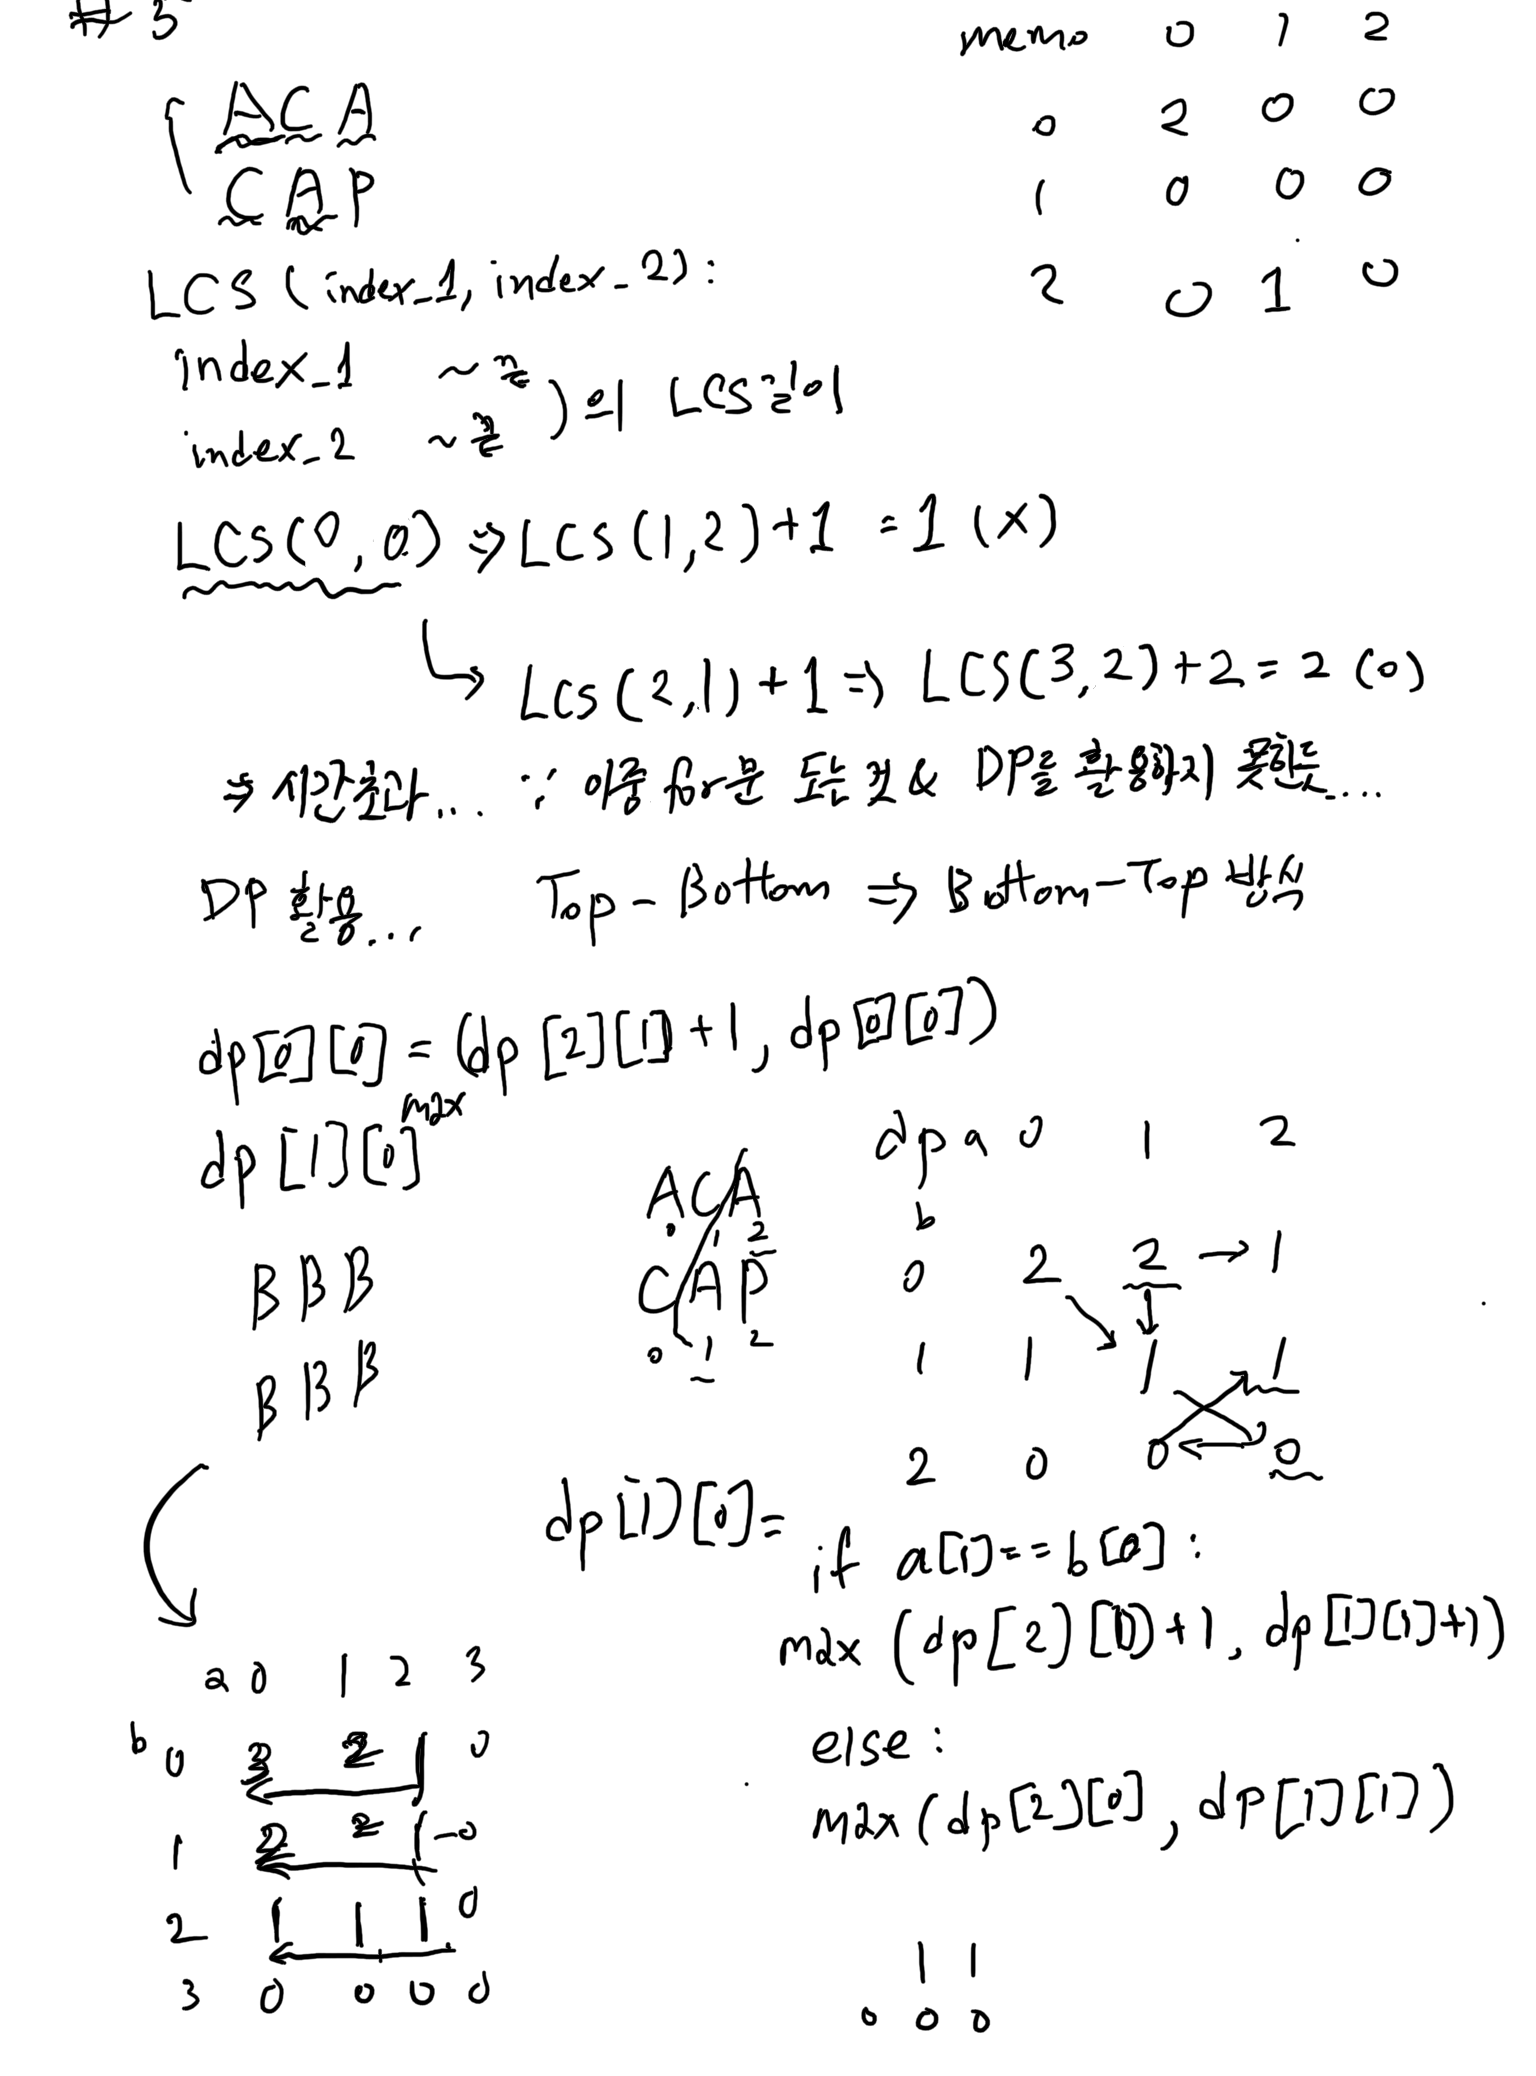 #3
memo 0 1 2
0 2 0 0
1 0 0 0
2 0 1 0
ACA
CAP
LCS (index_1, index_2):
index_1 ~ 끝
index_2 ~ 끝 ) 의 LCS길이
LCS(0,0) ⇒ LCS(1,2)+1 = 1 (X)
↳ LCS(2,1)+1 ⇒ LCS(3,2)+2 = 2 (o)
⇒ 시간초과... ∵ 이중 for문 도는 것 & DP를 활용하지 못한듯....
DP 활용... Top-Bottom ⇒ Bottom-Top 방식
dp[0][0] = (dp[2][1]+1, dp[0][0])
max
dp[1][0]
ACA
0 1 2
CAP
0 1 2
BBB
BBB
dp a 0 1 2
b
0 2 2 → 1
1 1 1 1
2 0 0 0
dp[1][0] =
if a[1]==b[0]:
max (dp[2][1]+1, dp[1][1]+1)
else:
max(dp[2][0], dp[1][1])
a 0 1 2 3
b 0 3 2 1 0
1 2 2 1-0
2 1 1 1 0
3 0 0 0 0
1 1
0 0 0